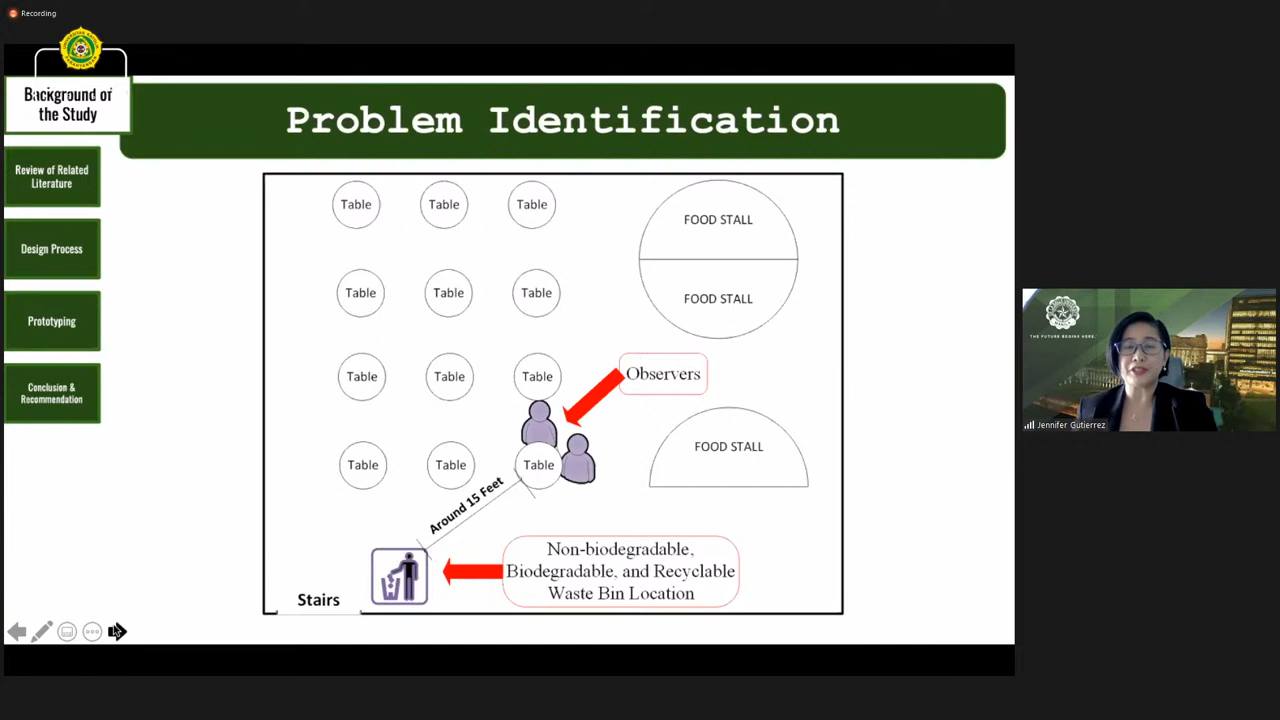 Recording
Background of
the Study
Problem Identification
Review of Related
Literature
Design Process
Prototyping
Conclusion &
Recommendation
Table Table Table
FOOD STALL
Table Table Table
FOOD STALL
Table Table Table
Observers
FOOD STALL
Table Table Table
Around 15 Feet
Non-biodegradable,
Biodegradable, and Recyclable
Waste Bin Location
Stairs
THE FUTURE BEGINS HERE.
Jennifer Gutierrez